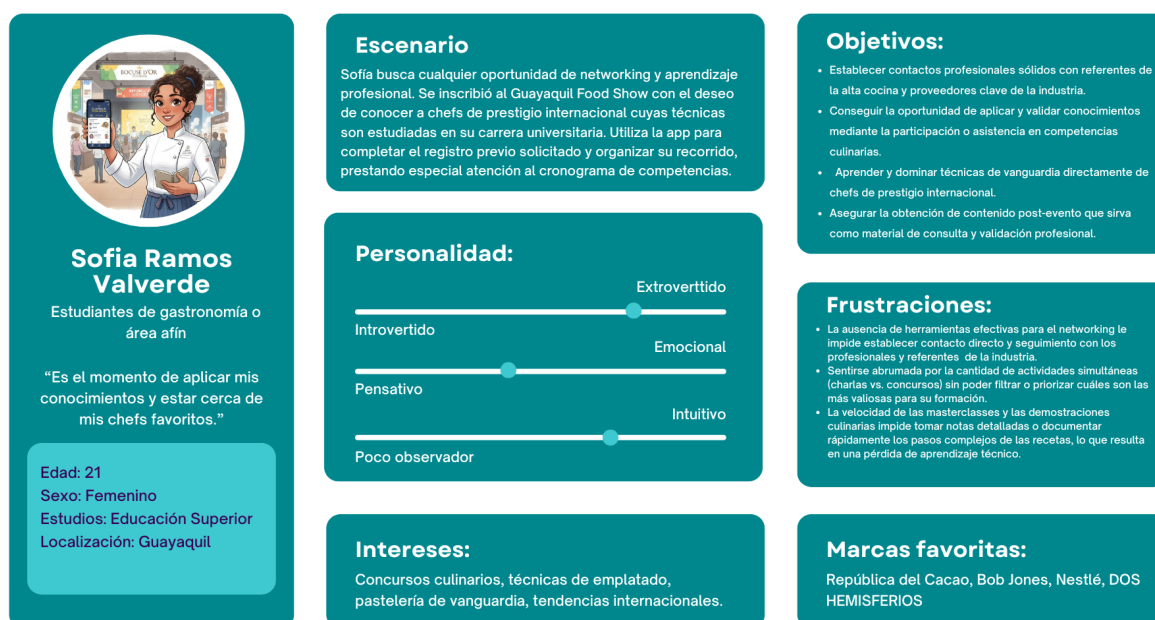 BOCUSE D'OR
Sofia Ramos
Valverde
Estudiantes de gastronomía o
área afín
“Es el momento de aplicar mis
conocimientos y estar cerca de
mis chefs favoritos.”
Edad: 21
Sexo: Femenino
Estudios: Educación Superior
Localización: Guayaquil
Escenario
Sofía busca cualquier oportunidad de networking y aprendizaje
profesional. Se inscribió al Guayaquil Food Show con el deseo
de conocer a chefs de prestigio internacional cuyas técnicas
son estudiadas en su carrera universitaria. Utiliza la app para
completar el registro previo solicitado y organizar su recorrido,
prestando especial atención al cronograma de competencias.
Personalidad:
Extroverttido
Introvertido
Emocional
Pensativo
Intuitivo
Poco observador
Intereses:
Concursos culinarios, técnicas de emplatado,
pastelería de vanguardia, tendencias internacionales.
Objetivos:
• Establecer contactos profesionales sólidos con referentes de
la alta cocina y proveedores clave de la industria.
• Conseguir la oportunidad de aplicar y validar conocimientos
mediante la participación o asistencia en competencias
culinarias.
• Aprender y dominar técnicas de vanguardia directamente de
chefs de prestigio internacional.
• Asegurar la obtención de contenido post-evento que sirva
como material de consulta y validación profesional.
Frustraciones:
• La ausencia de herramientas efectivas para el networking le
impide establecer contacto directo y seguimiento con los
profesionales y referentes de la industria.
• Sentirse abrumada por la cantidad de actividades simultáneas
(charlas vs. concursos) sin poder filtrar o priorizar cuáles son las
más valiosas para su formación.
• La velocidad de las masterclasses y las demostraciones
culinarias impide tomar notas detalladas o documentar
rápidamente los pasos complejos de las recetas, lo que resulta
en una pérdida de aprendizaje técnico.
Marcas favoritas:
República del Cacao, Bob Jones, Nestlé, DOS
HEMISFERIOS